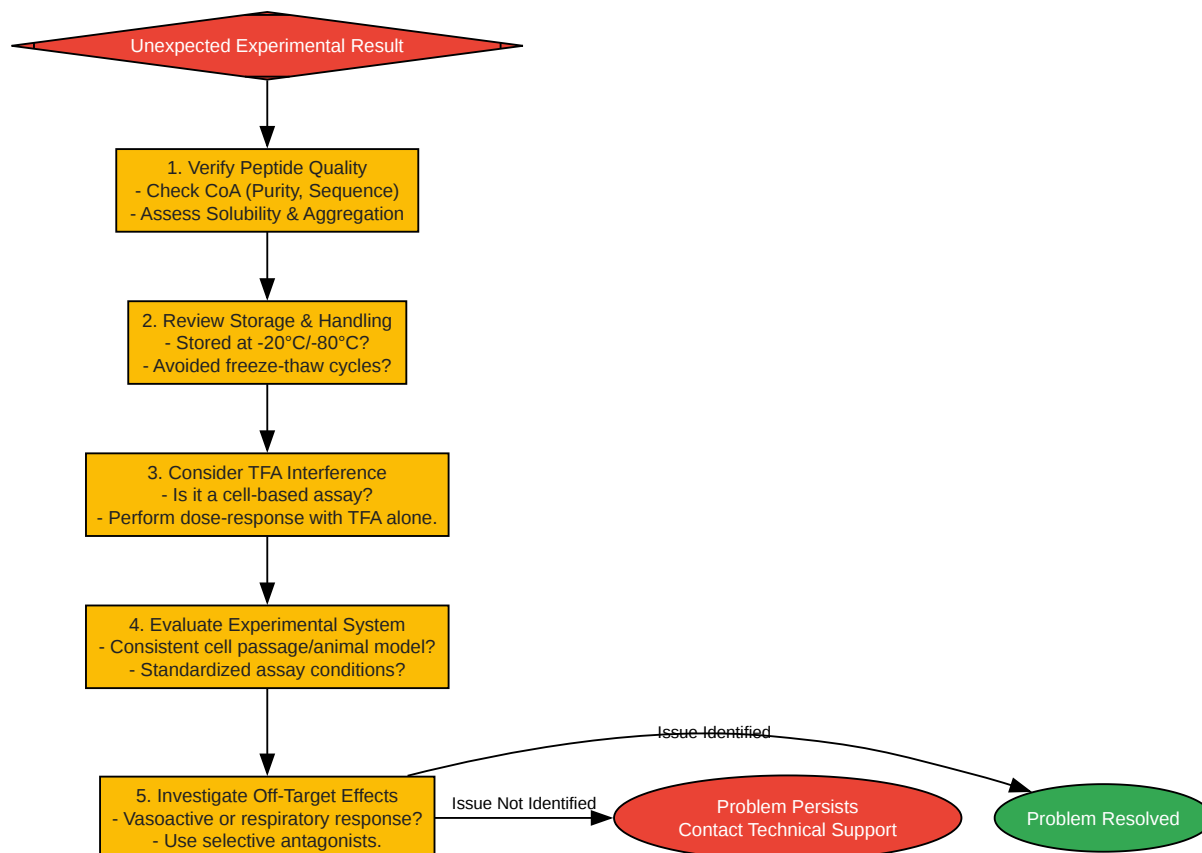 Unexpected Experimental Result
1. Verify Peptide Quality
- Check CoA (Purity, Sequence)
- Assess Solubility & Aggregation
2. Review Storage & Handling
- Stored at -20°C/-80°C?
- Avoided freeze-thaw cycles?
3. Consider TFA Interference
- Is it a cell-based assay?
- Perform dose-response with TFA alone.
4. Evaluate Experimental System
- Consistent cell passage/animal model?
- Standardized assay conditions?
5. Investigate Off-Target Effects
- Vasoactive or respiratory response?
- Use selective antagonists.
Issue Identified
Issue Not Identified
Problem Persists
Contact Technical Support
Problem Resolved